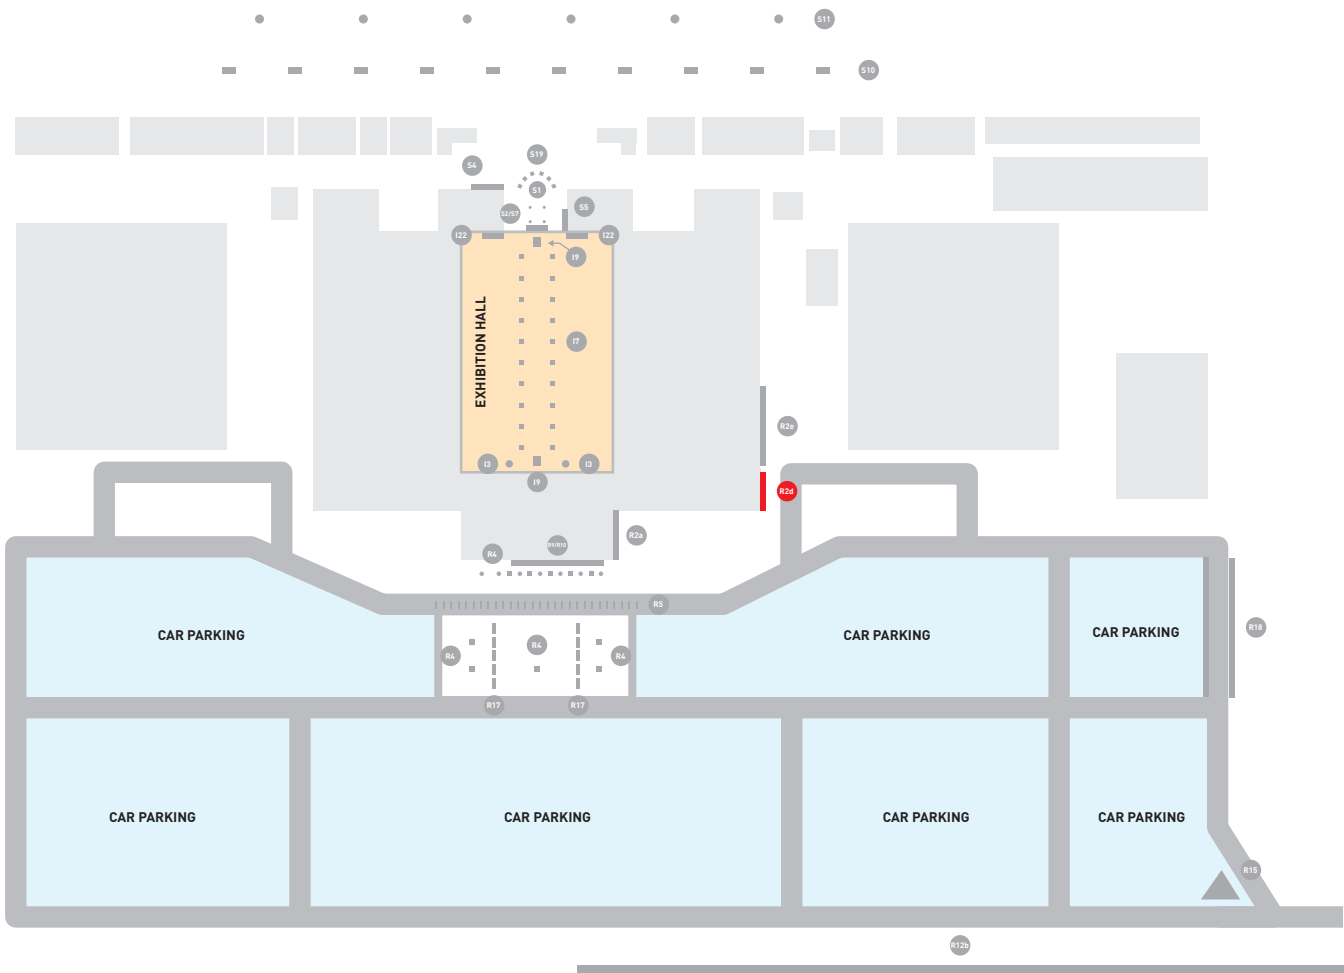 S11
S10
S19
S4
S1
S2/S7
S5
I22
I22
I9
EXHIBITION HALL
I7
R2e
I3
I3
I9
R2d
R2a
R4
R9/R10
R5
CAR PARKING
R4
R4
R4
CAR PARKING
CAR PARKING
R18
R17
R17
CAR PARKING
CAR PARKING
CAR PARKING
CAR PARKING
R15
R12b